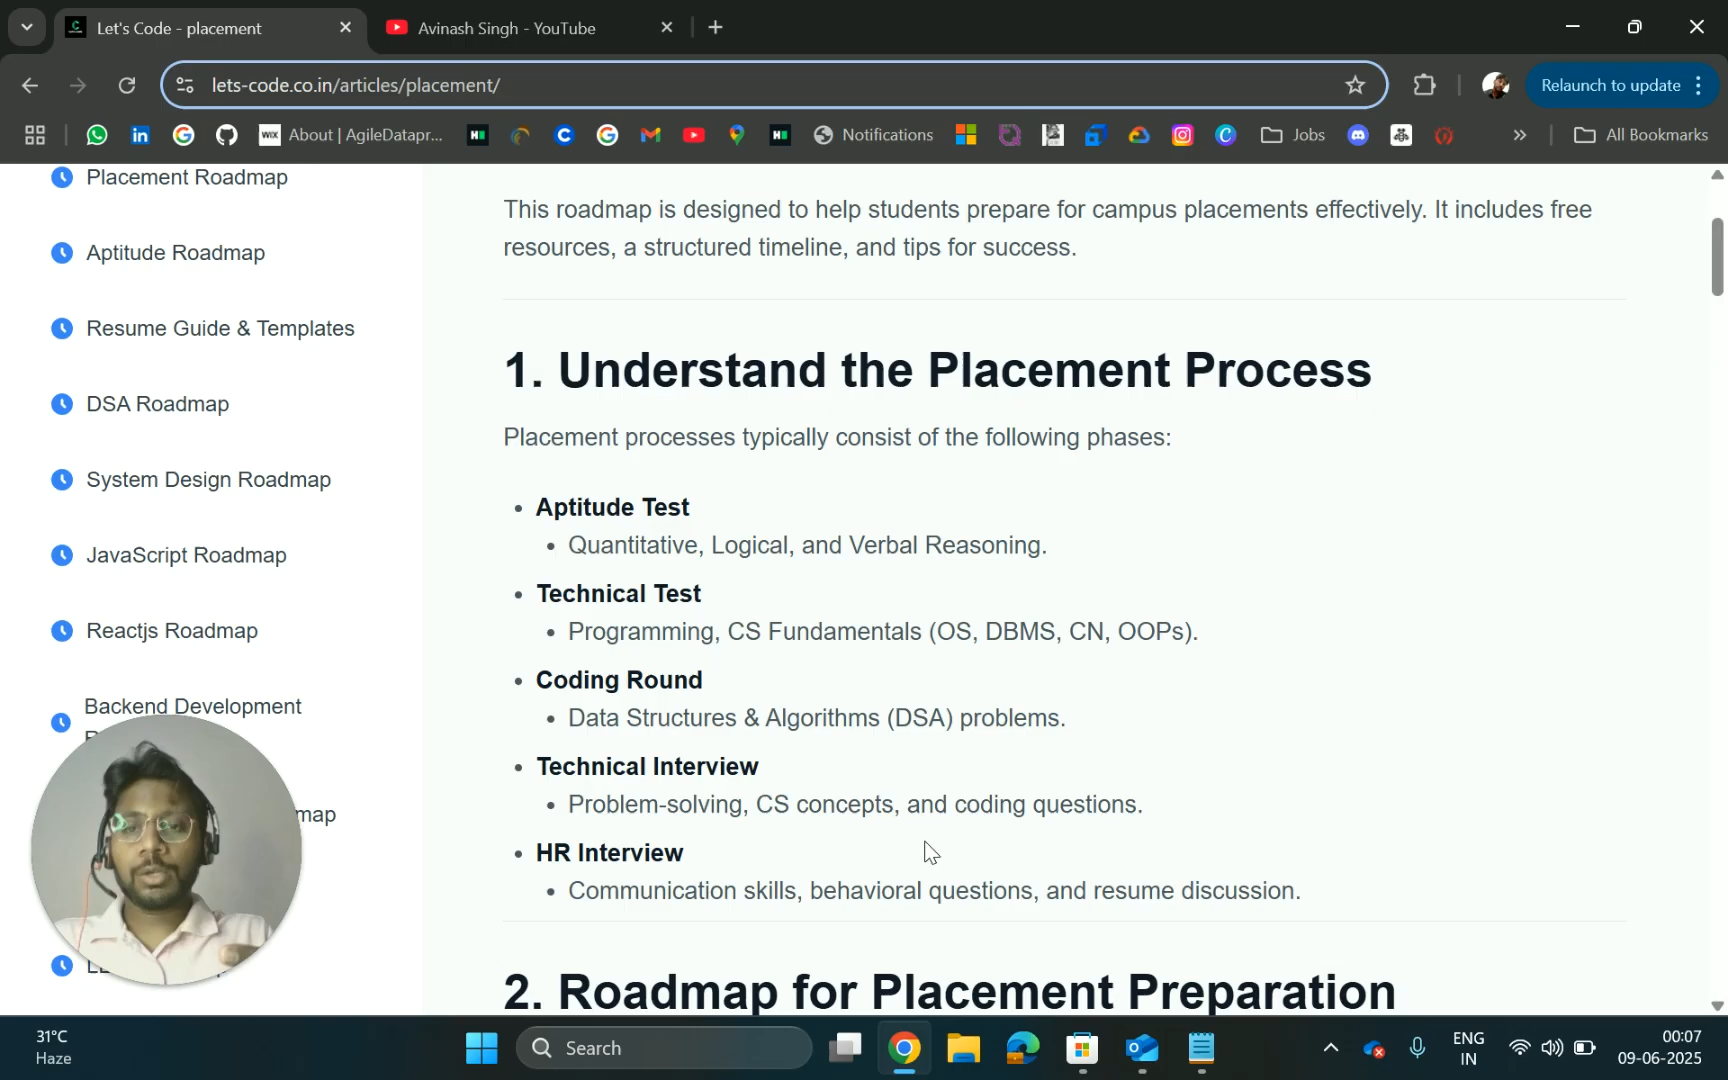 Let's Code - placement
Avinash Singh - YouTube
lets-code.co.in/articles/placement/
Relaunch to update
WIX About | AgileDatapr...
Notifications
Jobs
All Bookmarks
Placement Roadmap
Aptitude Roadmap
Resume Guide & Templates
DSA Roadmap
System Design Roadmap
JavaScript Roadmap
Reactjs Roadmap
Backend Development
map
This roadmap is designed to help students prepare for campus placements effectively. It includes free
resources, a structured timeline, and tips for success.
1. Understand the Placement Process
Placement processes typically consist of the following phases:
• Aptitude Test
• Quantitative, Logical, and Verbal Reasoning.
• Technical Test
• Programming, CS Fundamentals (OS, DBMS, CN, OOPs).
• Coding Round
• Data Structures & Algorithms (DSA) problems.
• Technical Interview
• Problem-solving, CS concepts, and coding questions.
• HR Interview
• Communication skills, behavioral questions, and resume discussion.
2. Roadmap for Placement Preparation
31°C
Haze
Search
ENG
IN
00:07
09-06-2025